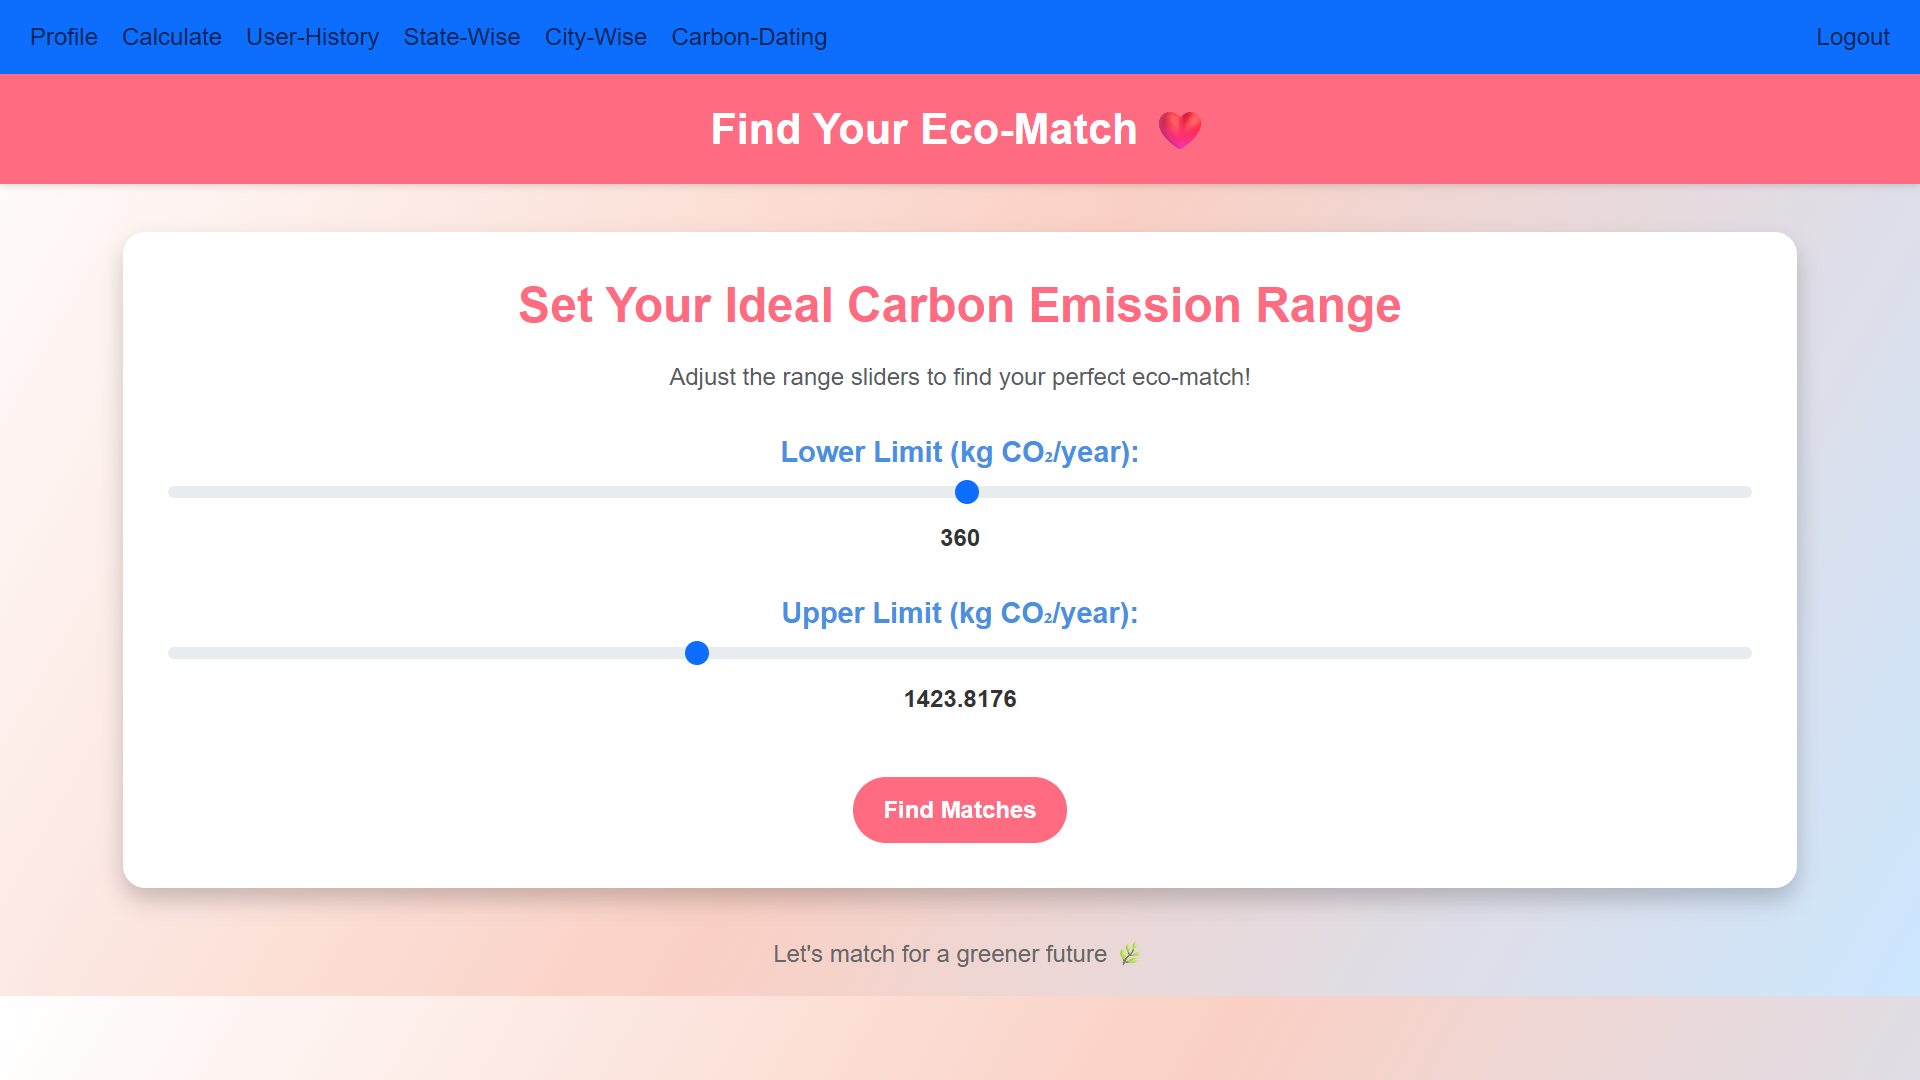 Profile Calculate User-History State-Wise City-Wise Carbon-Dating Logout
Find Your Eco-Match
Set Your Ideal Carbon Emission Range
Adjust the range sliders to find your perfect eco-match!
Lower Limit (kg CO₂/year):
360
Upper Limit (kg CO₂/year):
1423.8176
Find Matches
Let's match for a greener future